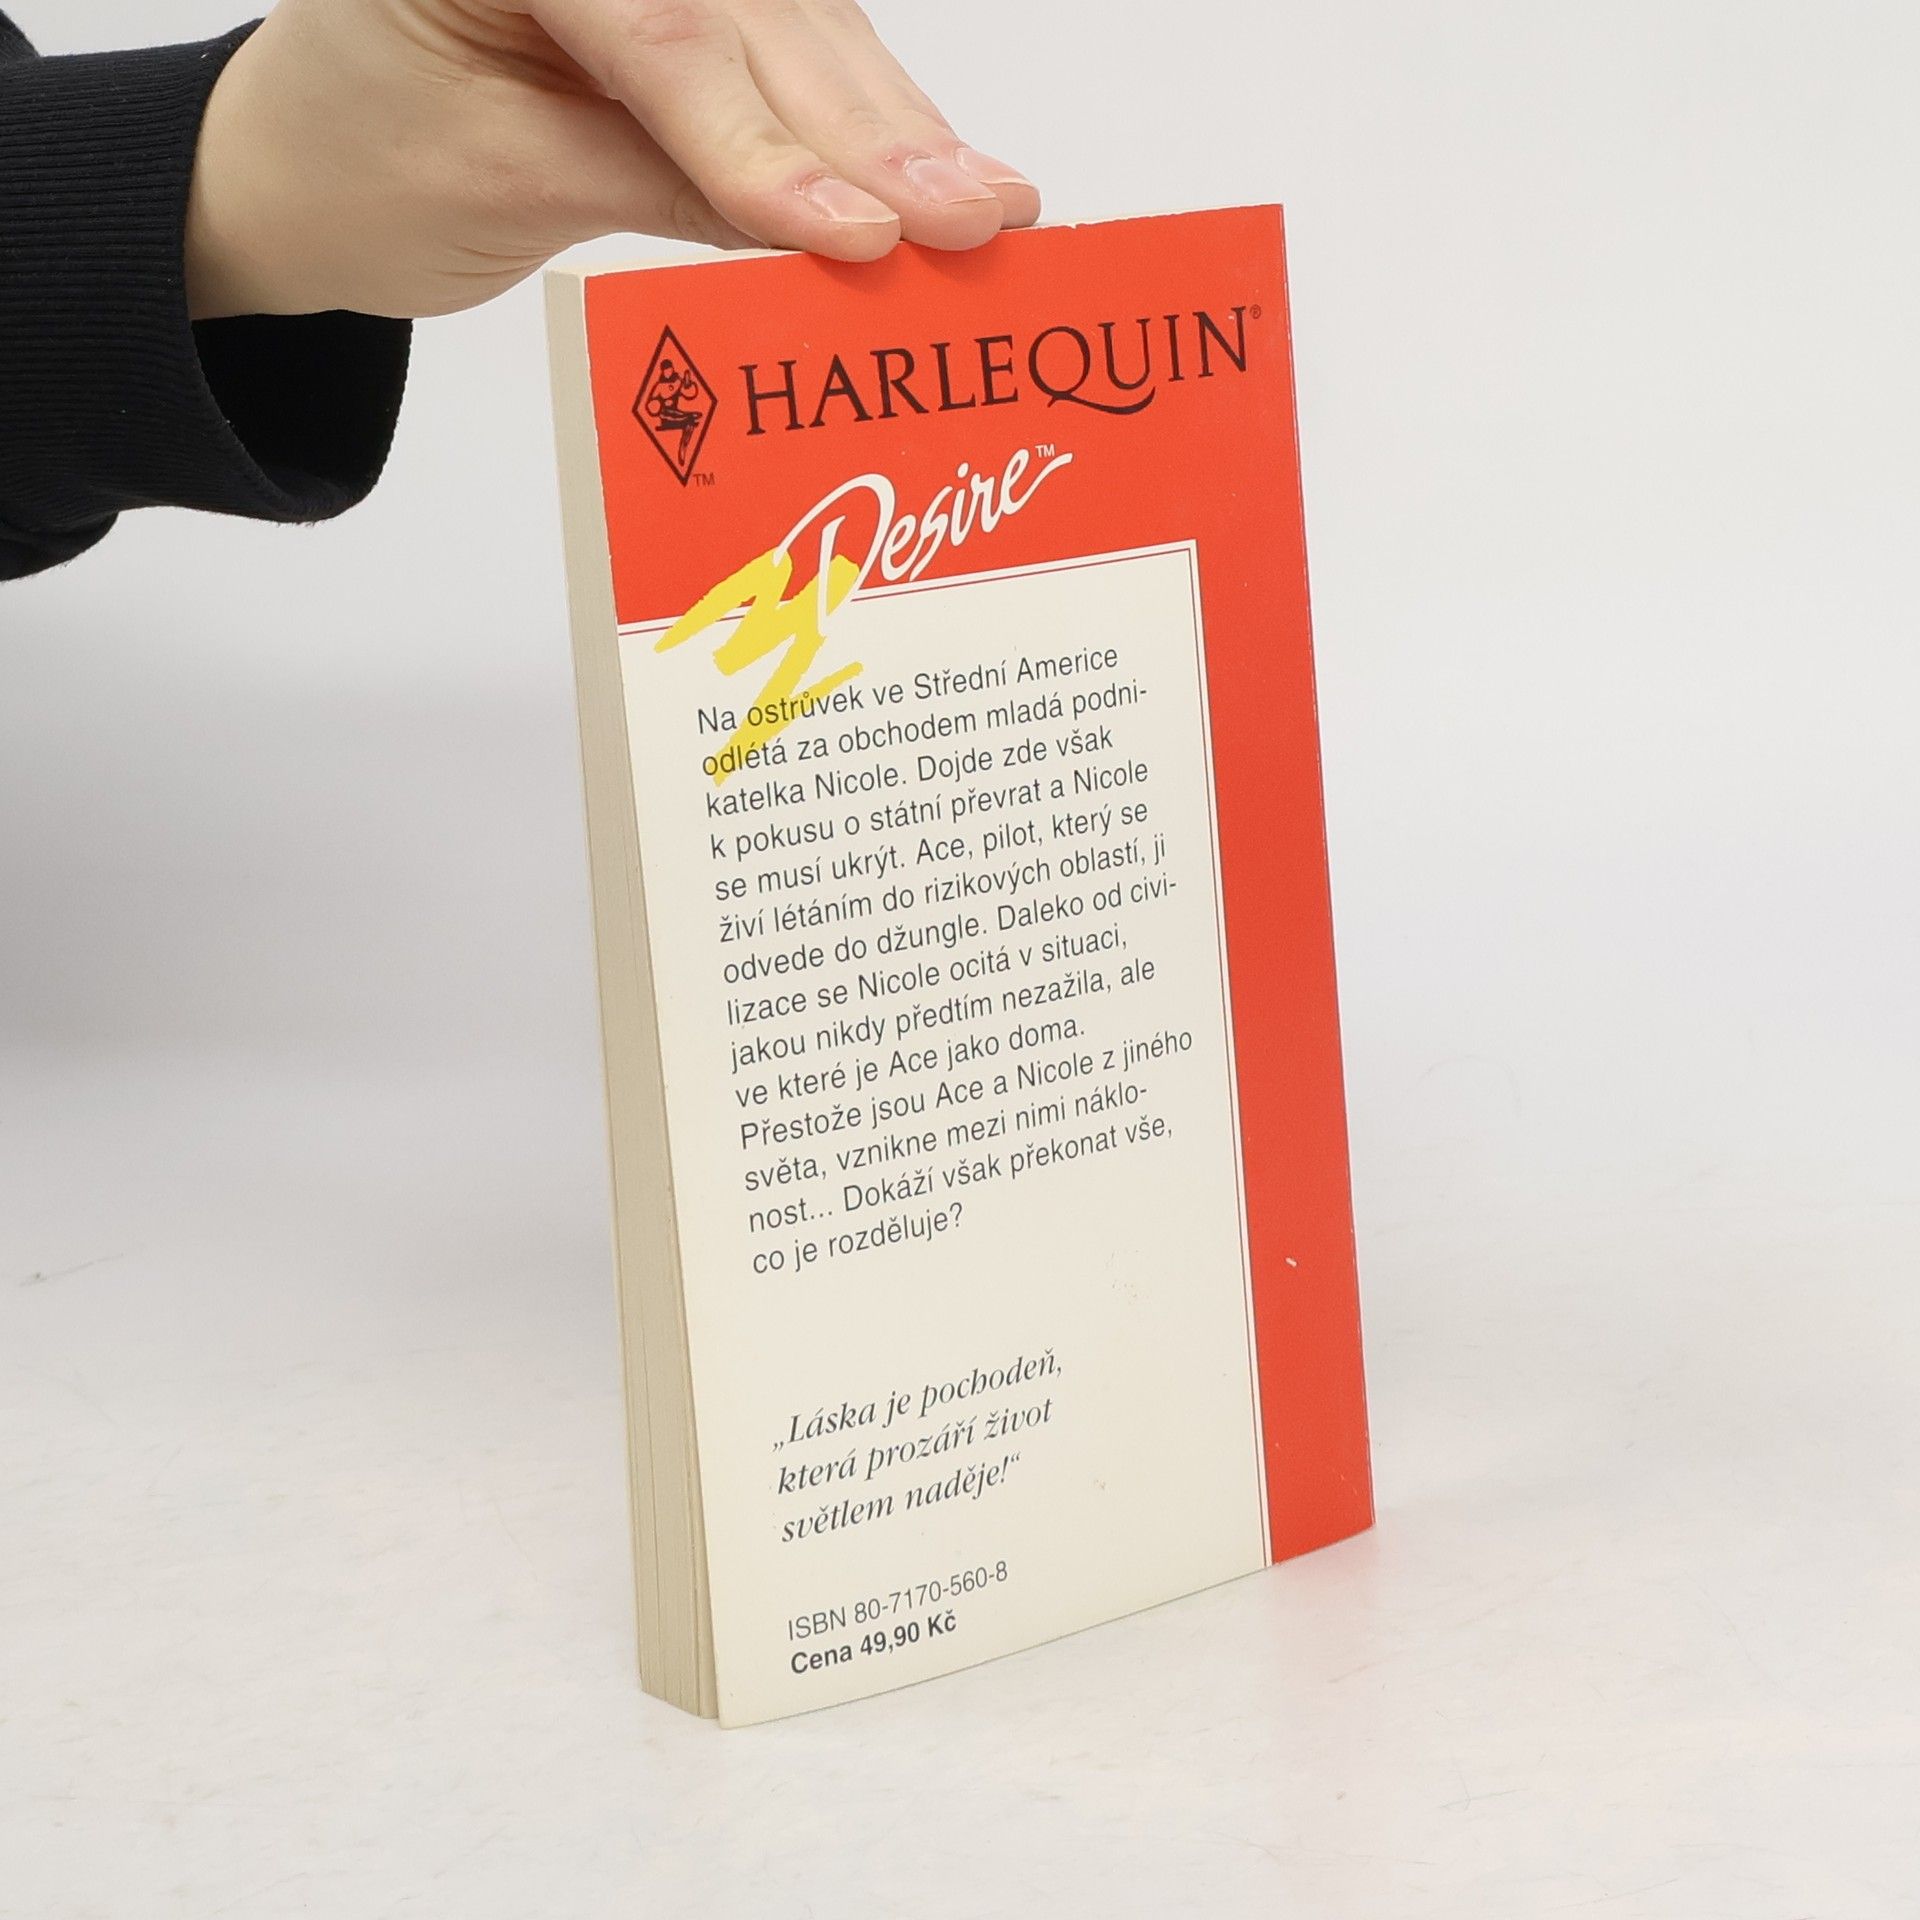 HARLEQUIN®
TM
Desire™
Na ostrůvek ve Střední Americe
odlétá za obchodem mladá podni-
katelka Nicole. Dojde zde však
k pokusu o státní převrat a Nicole
se musí ukrýt. Ace, pilot, který se
živí létáním do rizikových oblastí, ji
odvede do džungle. Daleko od civi-
lizace se Nicole ocitá v situaci,
jakou nikdy předtím nezažila, ale
ve které je Ace jako doma.
Přestože jsou Ace a Nicole z jiného
světa, vznikne mezi nimi náklo-
nost... Dokáží však překonat vše,
co je rozděluje?
„Láska je pochodeň,
která prozáří život
světlem naděje!“
ISBN 80-7170-560-8
Cena 49,90 Kč